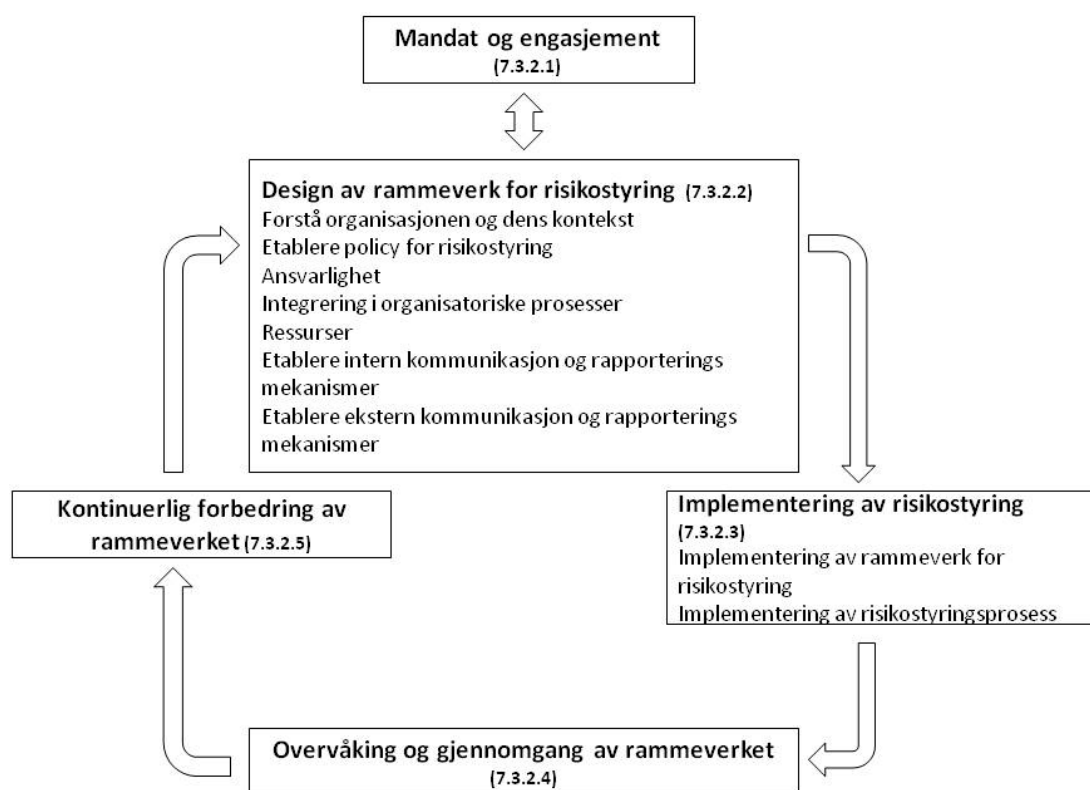 Mandat og engasjement
(7.3.2.1)
Design av rammeverk for risikostyring (7.3.2.2)
Forstå organisasjonen og dens kontekst
Etablere policy for risikostyring
Ansvarlighet
Integrering i organisatoriske prosesser
Ressurser
Etablere intern kommunikasjon og rapporterings
mekanismer
Etablere ekstern kommunikasjon og rapporterings
mekanismer
Kontinuerlig forbedring av
rammeverket (7.3.2.5)
Implementering av risikostyring
(7.3.2.3)
Implementering av rammeverk for
risikostyring
Implementering av risikostyringsprosess
Overvåking og gjennomgang av rammeverket
(7.3.2.4)